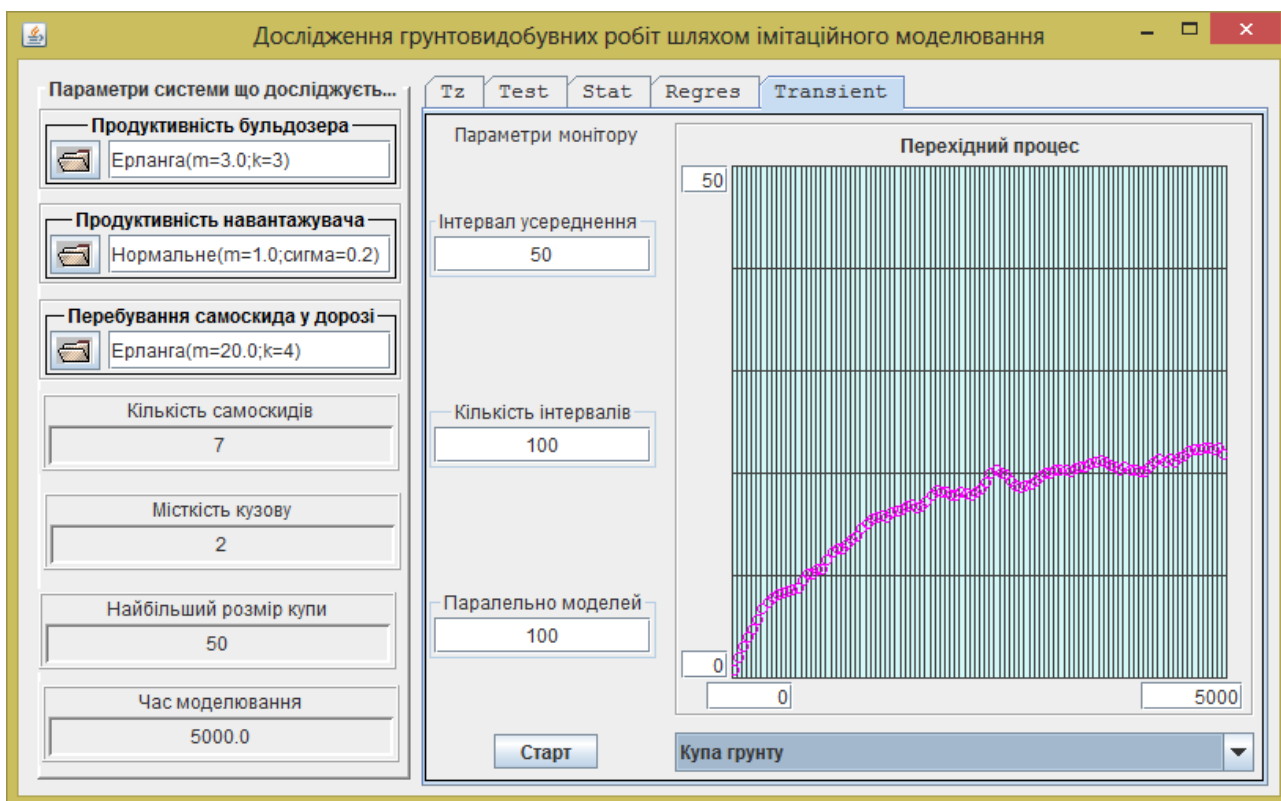 Дослідження грунтовидобувних робіт шляхом імітаційного моделювання
Параметри системи що досліджуєть...
Продуктивність бульдозера
Ерланга(m=3.0;k=3)
Продуктивність навантажувача
Нормальне(m=1.0;сигма=0.2)
Перебування самоскида у дорозі
Ерланга(m=20.0;k=4)
Кількість самоскидів
7
Місткість кузову
2
Найбільший розмір купи
50
Час моделювання
5000.0
Tz Test Stat Regres Transient
Параметри монітору
Інтервал усереднення
50
Кількість інтервалів
100
Паралельно моделей
100
Старт
Перехідний процес
50
0
0 5000
Купа грунту